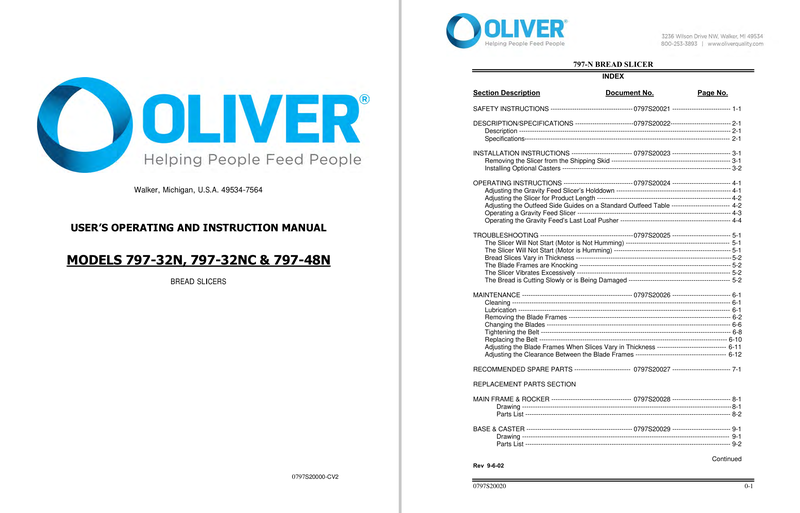 OLIVER®
Helping People Feed People
Walker, Michigan, U.S.A. 49534-7564
USER'S OPERATING AND INSTRUCTION MANUAL
MODELS 797-32N, 797-32NC & 797-48N
BREAD SLICERS
0797S20000-CV2
OLIVER®
Helping People Feed People
3236 Wilson Drive NW, Walker, MI 49534
800-253-3893 | www.oliverquality.com
797-N BREAD SLICER
INDEX
Section Description Document No. Page No.
SAFETY INSTRUCTIONS ---------- 0797S20021 ---------- 1-1
DESCRIPTION/SPECIFICATIONS ---------- 0797S20022 ---------- 2-1
Description ---------- 2-1
Specifications ---------- 2-1
INSTALLATION INSTRUCTIONS ---------- 0797S20023 ---------- 3-1
Removing the Slicer from the Shipping Skid ---------- 3-1
Installing Optional Casters ---------- 3-2
OPERATING INSTRUCTIONS ---------- 0797S20024 ---------- 4-1
Adjusting the Gravity Feed Slicer's Holddown ---------- 4-1
Adjusting the Slicer for Product Length ---------- 4-2
Adjusting the Outfeed Side Guides on a Standard Outfeed Table ---------- 4-2
Operating a Gravity Feed Slicer ---------- 4-3
Operating the Gravity Feed's Last Loaf Pusher ---------- 4-4
TROUBLESHOOTING ---------- 0797S20025 ---------- 5-1
The Slicer Will Not Start (Motor is Not Humming) ---------- 5-1
The Slicer Will Not Start (Motor is Humming) ---------- 5-1
Bread Slices Vary in Thickness ---------- 5-2
The Blade Frames are Knocking ---------- 5-2
The Slicer Vibrates Excessively ---------- 5-2
The Bread is Cutting Slowly or is Being Damaged ---------- 5-2
MAINTENANCE ---------- 0797S20026 ---------- 6-1
Cleaning ---------- 6-1
Lubrication ---------- 6-1
Removing the Blade Frames ---------- 6-2
Changing the Blades ---------- 6-6
Tightening the Belt ---------- 6-8
Replacing the Belt ---------- 6-10
Adjusting the Blade Frames When Slices Vary in Thickness ---------- 6-11
Adjusting the Clearance Between the Blade Frames ---------- 6-12
RECOMMENDED SPARE PARTS ---------- 0797S20027 ---------- 7-1
REPLACEMENT PARTS SECTION
MAIN FRAME & ROCKER ---------- 0797S20028 ---------- 8-1
Drawing ---------- 8-1
Parts List ---------- 8-2
BASE & CASTER ---------- 0797S20029 ---------- 9-1
Drawing ---------- 9-1
Parts List ---------- 9-2
Continued
Rev 9-6-02
0797S20020 0-1